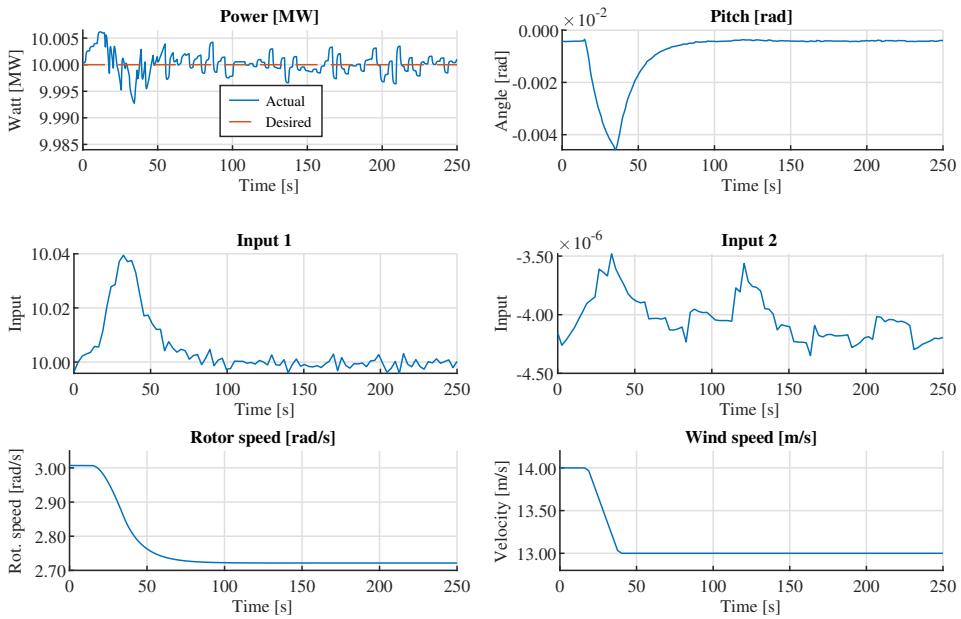 Power [MW]
Watt [MW]
10.005
10.000
9.995
9.990
9.985
Actual
Desired
0 50 100 150 200 250
Time [s]
Pitch [rad]
×10-2
Angle [rad]
0.000
-0.002
-0.004
0 50 100 150 200 250
Time [s]
Input 1
Input
10.04
10.02
10.00
0 50 100 150 200 250
Time [s]
Input 2
×10-6
Input
-3.50
-4.00
-4.50
0 50 100 150 200 250
Time [s]
Rotor speed [rad/s]
Rot. speed [rad/s]
3.00
2.90
2.80
2.70
0 50 100 150 200 250
Time [s]
Wind speed [m/s]
Velocity [m/s]
14.00
13.00
0 50 100 150 200 250
Time [s]